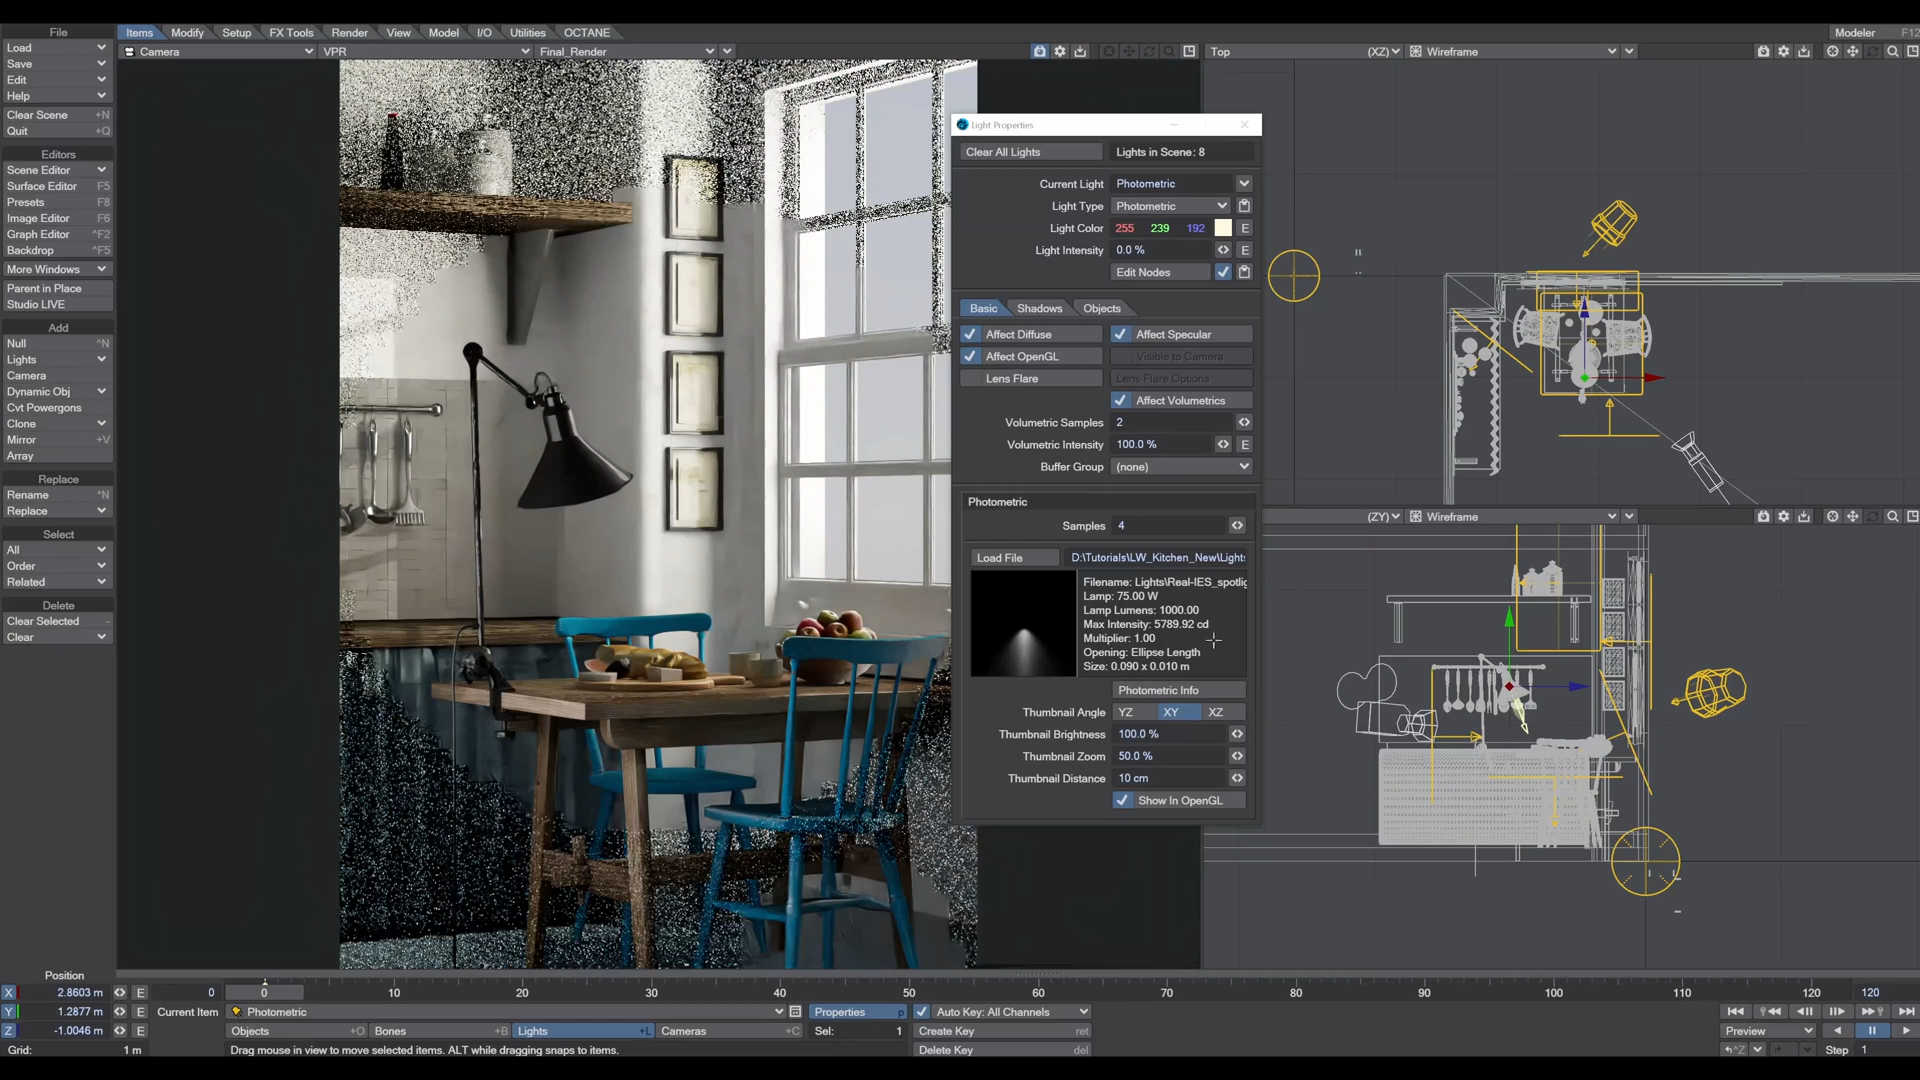 File
Load
Save
Edit
Help
Clear Scene +N
Quit +Q
Editors
Scene Editor
Surface Editor F5
Presets F8
Image Editor F6
Graph Editor ^F2
Backdrop ^F5
More Windows
Parent in Place
Studio LIVE
Add
Null ^N
Lights
Camera
Dynamic Obj
Cvt Powergons
Clone
Mirror +V
Array
Replace
Rename ^N
Replace
Select
All
Order
Related
Delete
Clear Selected -
Clear
Items Modify Setup FX Tools Render View Model I/O Utilities OCTANE
Modeler F12
Camera VPR Final_Render
Top (XZ) Wireframe
(ZY) Wireframe
Light Properties
Clear All Lights Lights in Scene: 8
Current Light Photometric
Light Type Photometric
Light Color 255 239 192 E
Light Intensity 0.0 % E
Edit Nodes
Basic Shadows Objects
Affect Diffuse Affect Specular
Affect OpenGL Visible to Camera
Lens Flare Lens Flare Options
Affect Volumetrics
Volumetric Samples 2
Volumetric Intensity 100.0 % E
Buffer Group (none)
Photometric
Samples 4
Load File D:\Tutorials\LW_Kitchen_New\Lights
Filename: Lights\Real-IES_spotlig
Lamp: 75.00 W
Lamp Lumens: 1000.00
Max Intensity: 5789.92 cd
Multiplier: 1.00
Opening: Ellipse Length
Size: 0.090 x 0.010 m
Photometric Info
Thumbnail Angle YZ XY XZ
Thumbnail Brightness 100.0 %
Thumbnail Zoom 50.0 %
Thumbnail Distance 10 cm
Show In OpenGL
Position
X 2.8603 m E 0 0 10 20 30 40 50 60 70 80 90 100 110 120 120
Y 1.2877 m E Current Item Photometric Properties p Auto Key: All Channels
Z -1.0046 m E Objects +O Bones +B Lights +L Cameras +C Sel: 1 Create Key ret Preview
Grid: 1 m Drag mouse in view to move selected items. ALT while dragging snaps to items. Delete Key del ^Z Step 1